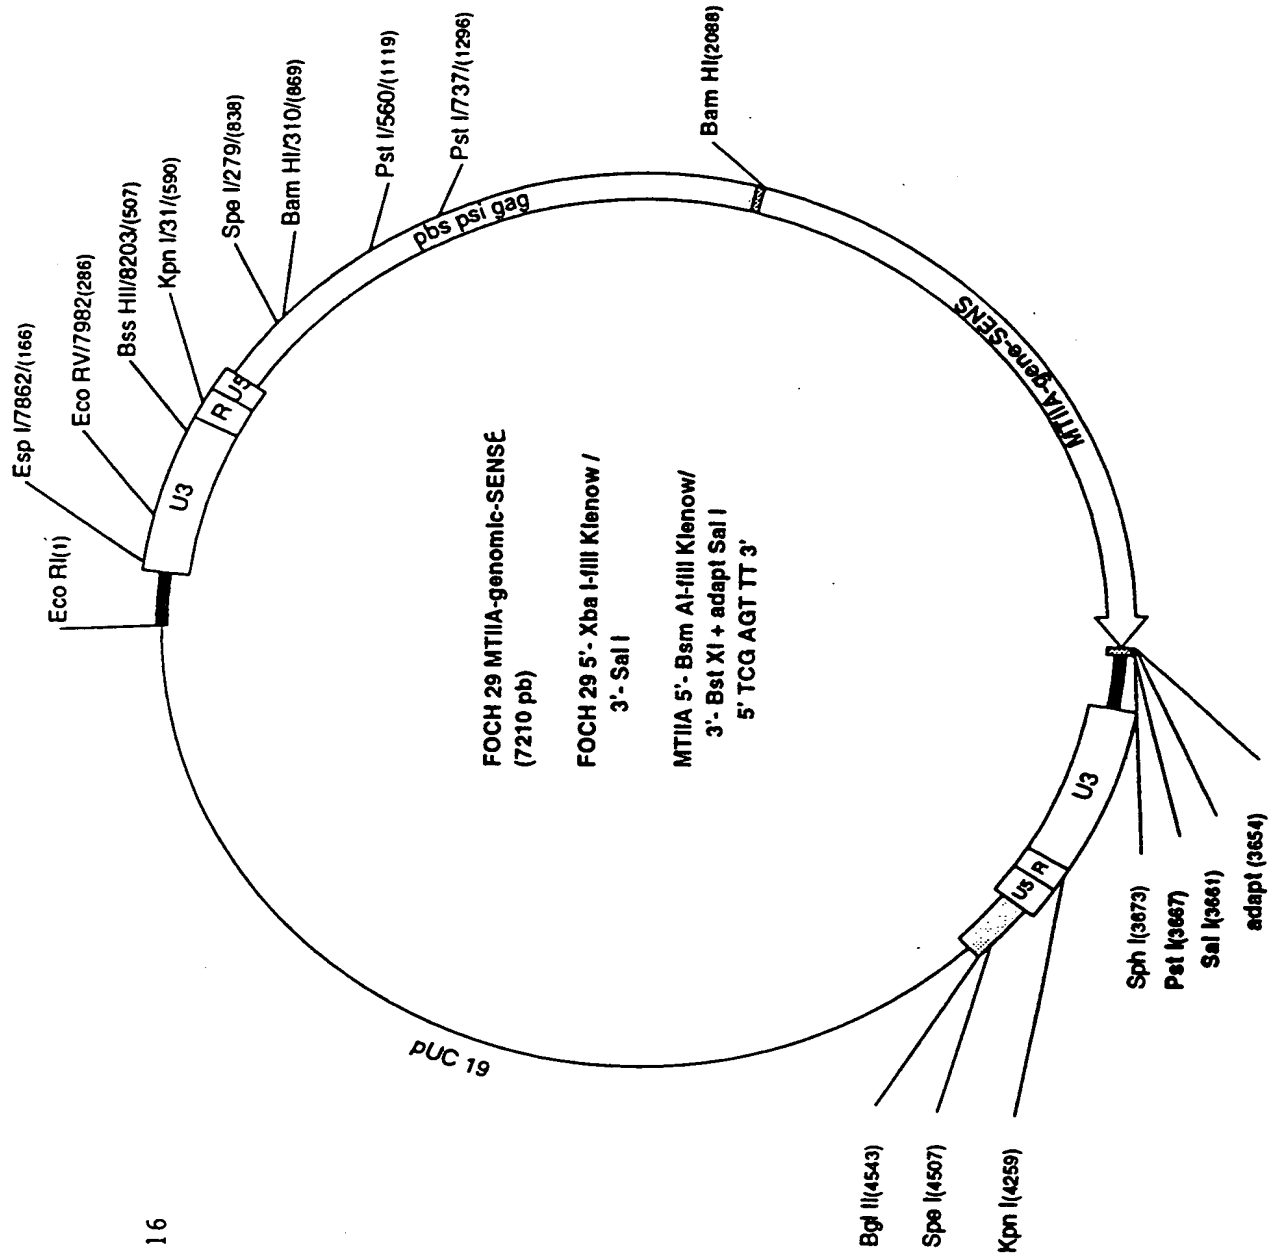 Eco RI(1)
Esp I/7862/(166)
Eco RV/7982(286)
Bss HII/8203/(507)
Kpn I/31/(590)
Spe I/279/(838)
Bam HI/310/(869)
Pst I/560/(1119)
Pst I/737/(1296)
Bam HI(2088)
U3
R
U5
pbs psi gag
MTIIA-gene-SENS
FOCH 29 MTIIA-genomic-SENSE
(7210 pb)
FOCH 29 5'- Xba I-fill Klenow /
3'- Sal I
MTIIA 5'- Bsm AI-fill Klenow/
3'- Bst XI + adapt Sal I
5' TCG AGT TT 3'
U3
R
U5
pUC 19
Bgl II(4543)
Spe I(4507)
Kpn I(4259)
Sph I(3673)
Pst I(3667)
Sal I(3661)
adapt (3654)
16